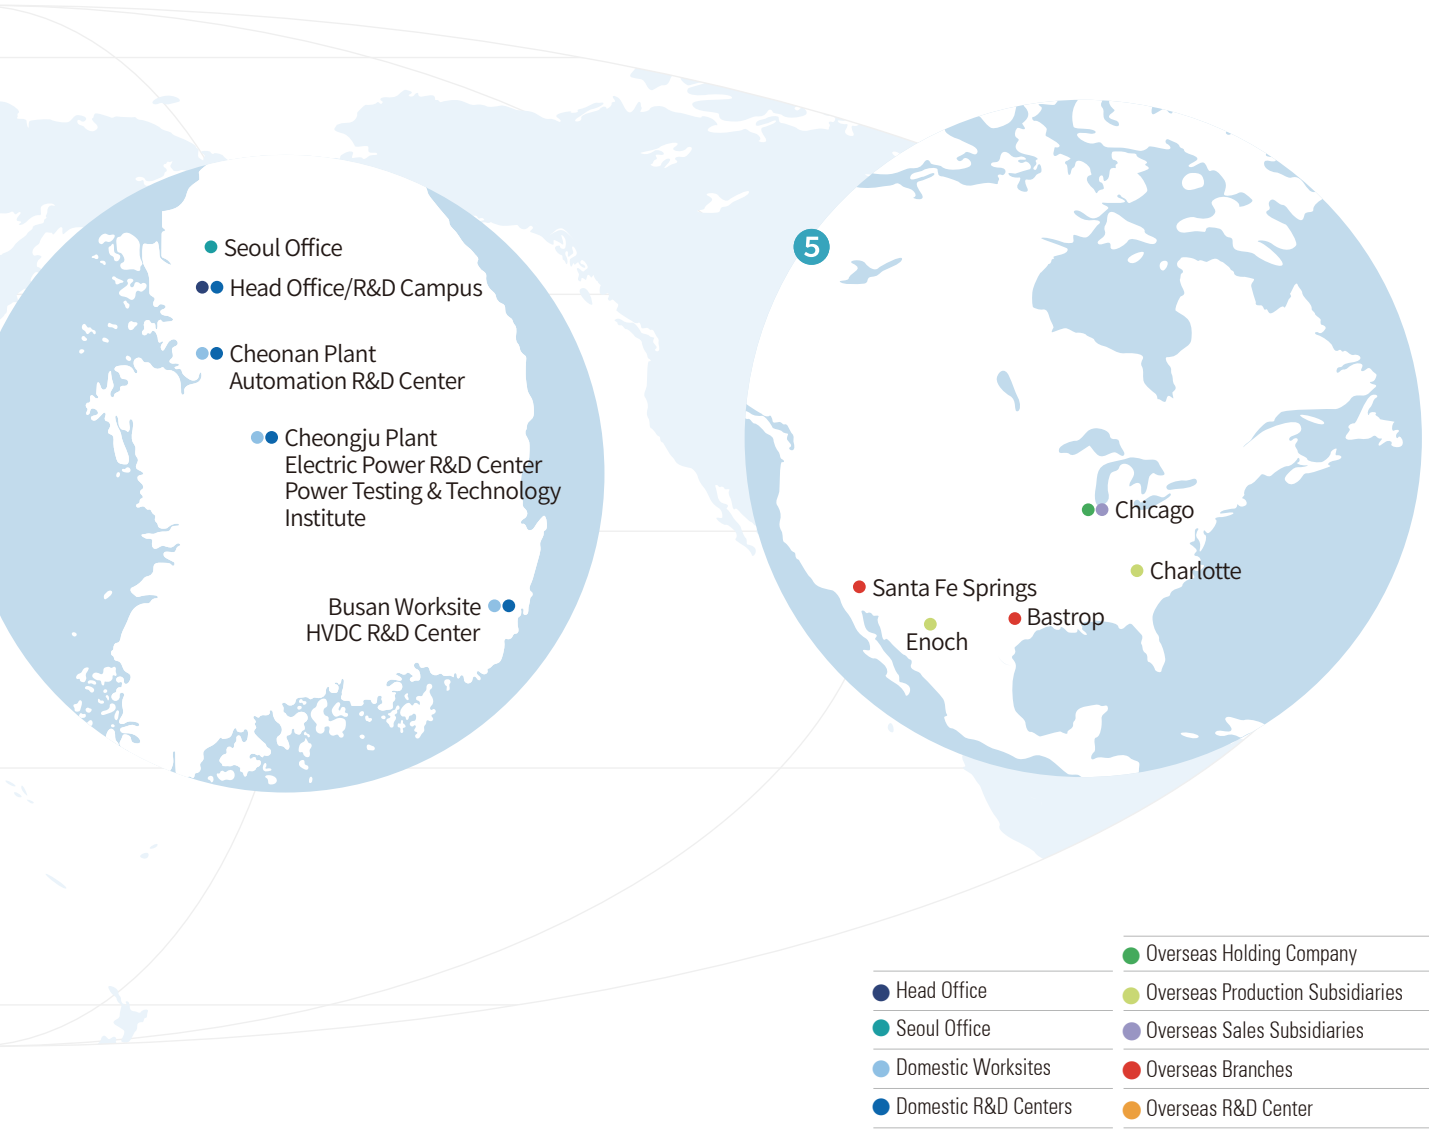 Seoul Office
Head Office/R&D Campus
Cheonan Plant
Automation R&D Center
Cheongju Plant
Electric Power R&D Center
Power Testing & Technology
Institute
Busan Worksite
HVDC R&D Center
5
Chicago
Charlotte
Santa Fe Springs
Bastrop
Enoch
Head Office
Seoul Office
Domestic Worksites
Domestic R&D Centers
Overseas Holding Company
Overseas Production Subsidiaries
Overseas Sales Subsidiaries
Overseas Branches
Overseas R&D Center